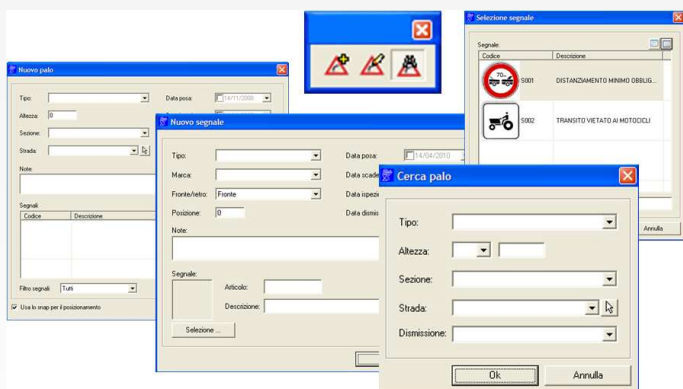 Selezione segnale
Segnale:
Codice Descrizione
70m S001 DISTANZIAMENTO MINIMO OBBLIG...
S002 TRANSITO VIETATO AI MOTOCICLI
Annulla
Nuovo palo
Tipo: Data posa: 14/11/2008
Altezza: 0
Sezione:
Strada:
Note:
Segnali:
Codice Descrizione
Filtro segnali Tutti
Usa lo snap per il posizionamento
Nuovo segnale
Tipo: Data posa: 14/04/2010
Marca: Data scade
Fronte/retro: Fronte Data ispezi
Posizione: 0 Data dismis
Note:
Segnale:
Articolo:
Descrizione:
Selezione ...
Cerca palo
Tipo:
Altezza:
Sezione:
Strada:
Dismissione:
Ok Annulla